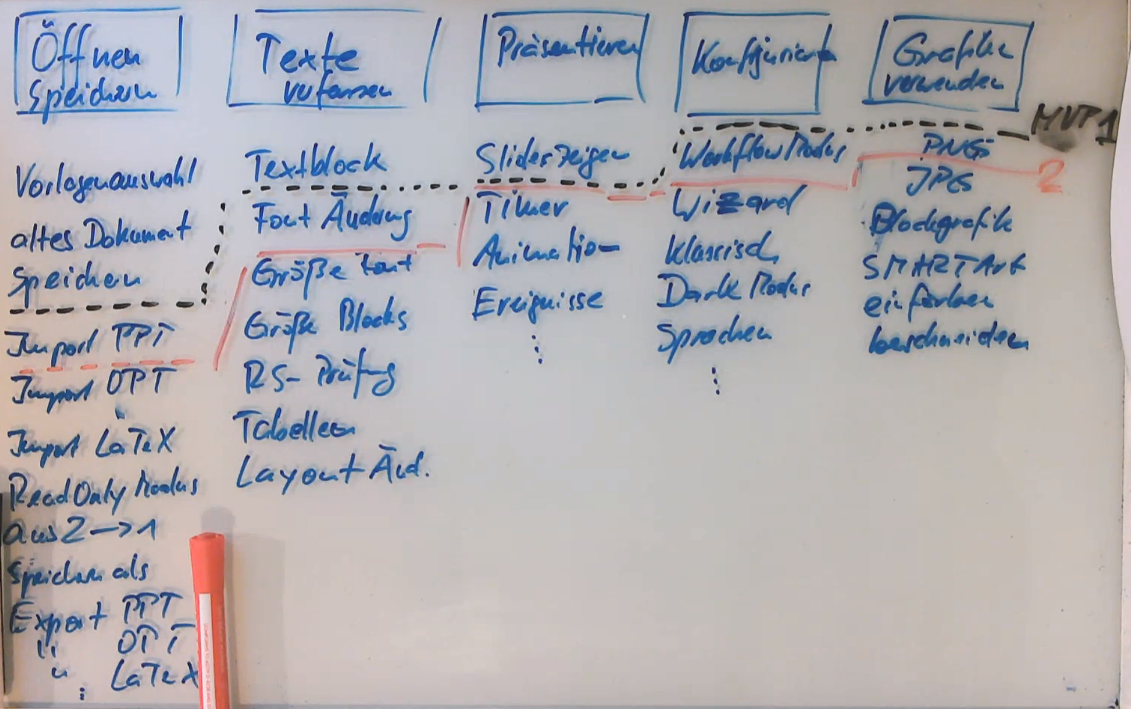 Öffnen
Speichern
Vorlagenauswahl
altes Dokument
Speichern
Import PPT
Import OPT
Import LaTeX
ReadOnly Modus
aus 2 → 1
Speichern als
Export PPT
" OPT
" LaTeX
⋮
Texte
verfassen
Textblock
Font Änderung
Größe Font
Größe Blocks
RS-Prüfung
Tabellen
Layout Änd.
Präsentieren
Slides zeigen
Timer
Animation
Ereignisse
⋮
Konfigurieren
Workflow Modus
Wizard
Klassisch
Dark Modus
Sprachen
⋮
Grafiken
verwenden
MVP 1
PNG
2
JPG
Blockgrafik
SMARTArt
einfärben
beschneiden